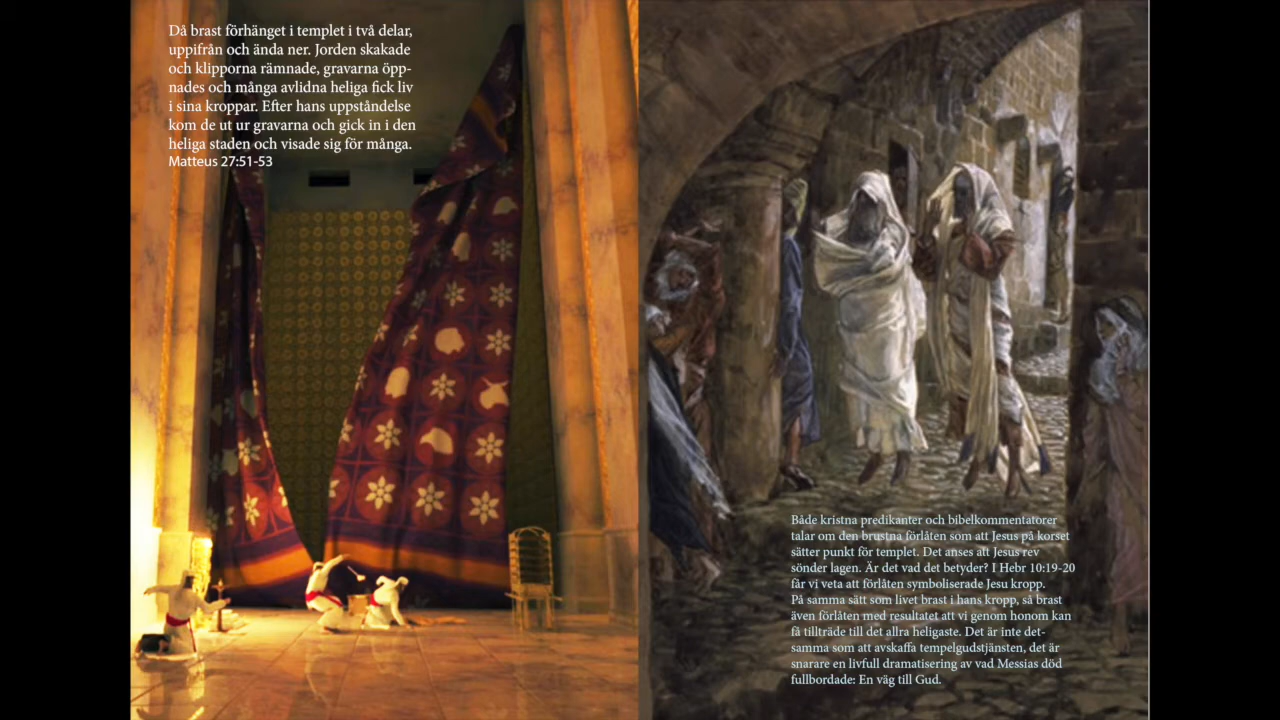 Då brast förhänget i templet i två delar,
uppifrån och ända ner. Jorden skakade
och klipporna rämnade, gravarna öpp-
nades och många avlidna heliga fick liv
i sina kroppar. Efter hans uppståndelse
kom de ut ur gravarna och gick in i den
heliga staden och visade sig för många.
Matteus 27:51-53
Både kristna predikanter och bibelkommentatorer
talar om den brustna förlåten som att Jesus på korset
sätter punkt för templet. Det anses att Jesus rev
sönder lagen. Är det vad det betyder? I Hebr 10:19-20
får vi veta att förlåten symboliserade Jesu kropp.
På samma sätt som livet brast i hans kropp, så brast
även förlåten med resultatet att vi genom honom kan
få tillträde till det allra heligaste. Det är inte det-
samma som att avskaffa tempelgudstjänsten, det är
snarare en livfull dramatisering av vad Messias död
fullbordade: En väg till Gud.